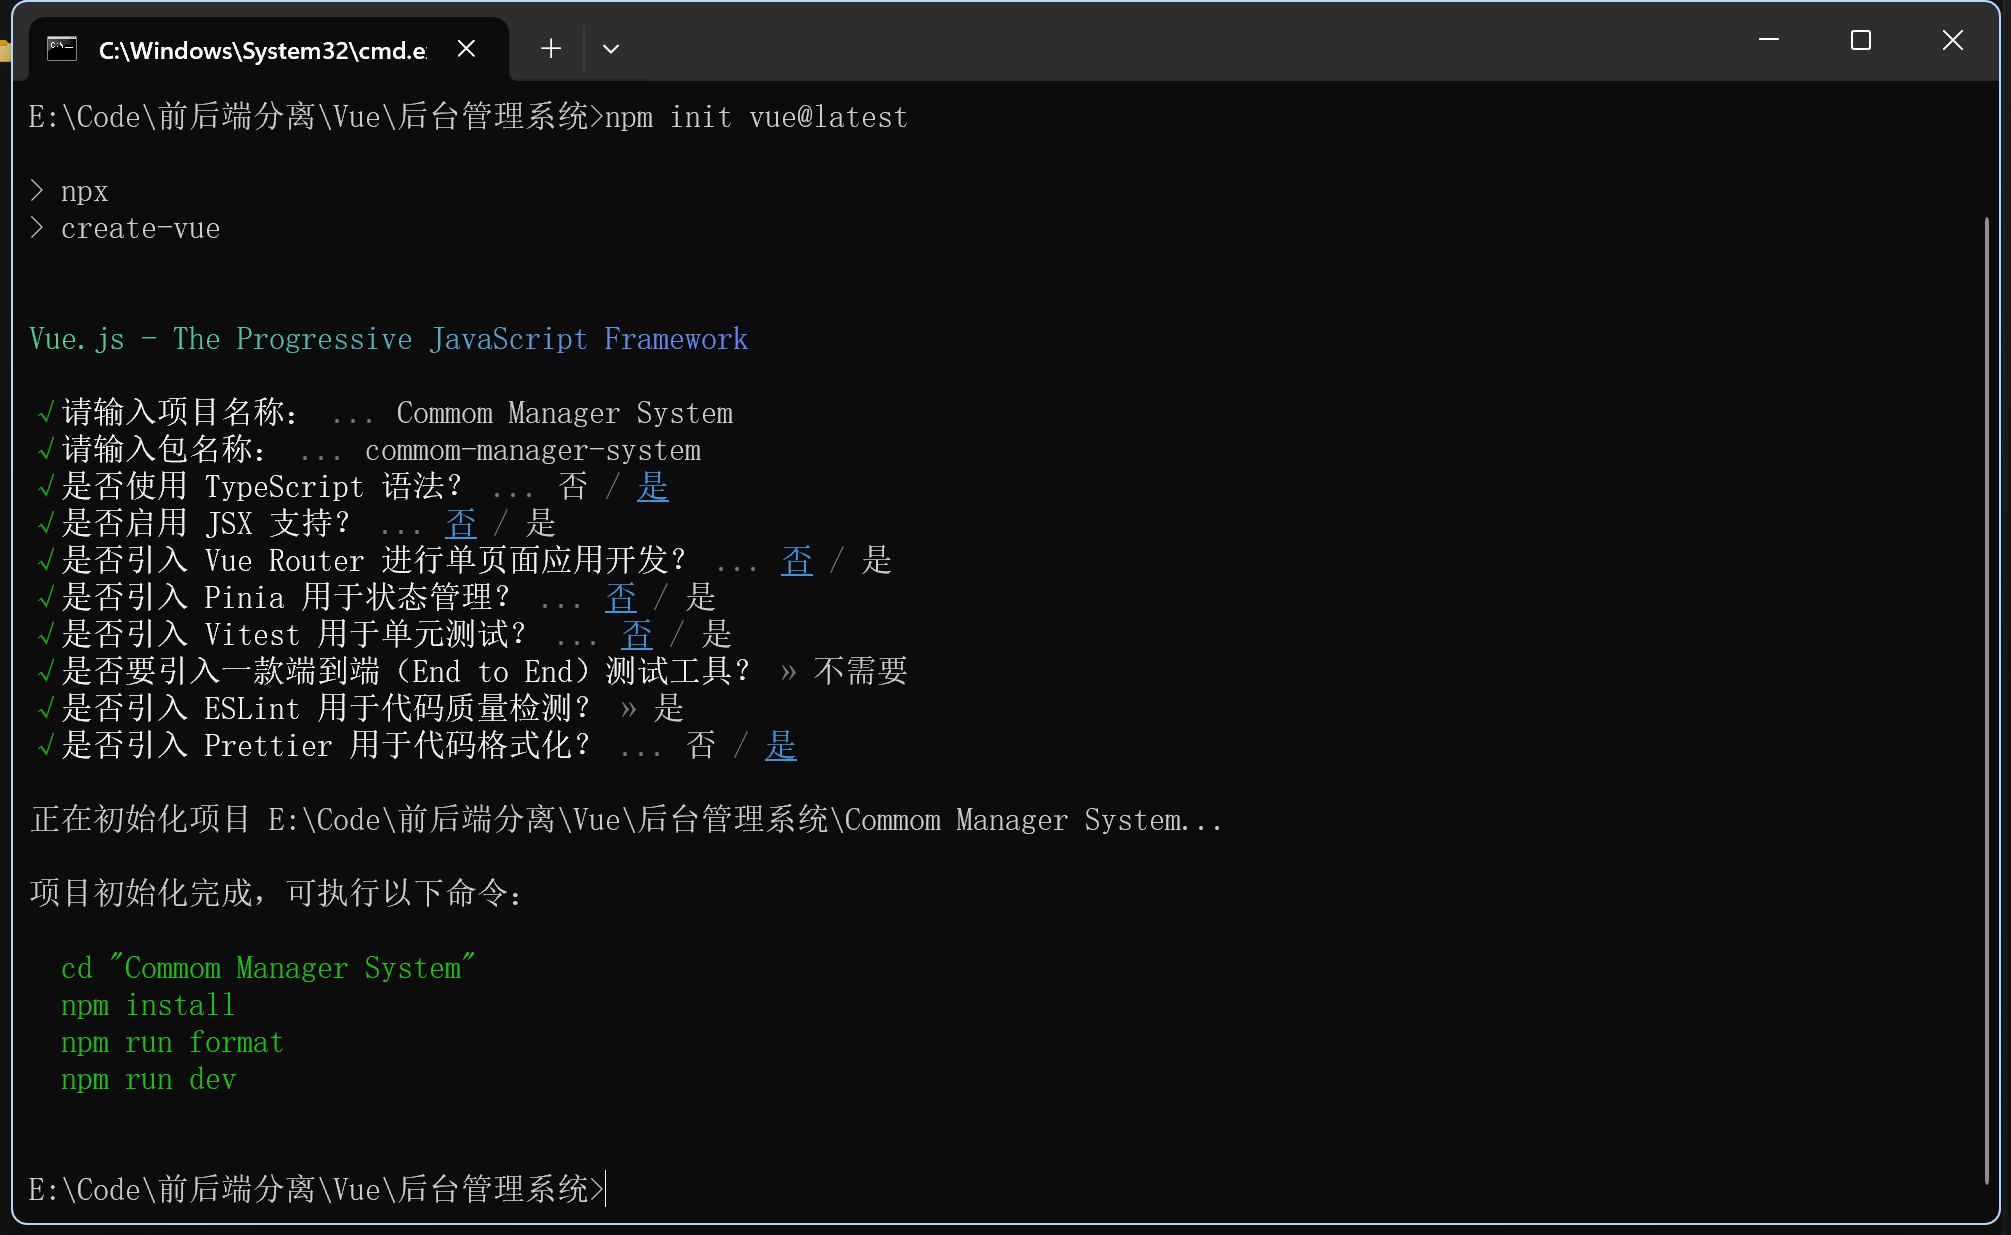 C:\Windows\System32\cmd.e
E:\Code\前后端分离\Vue\后台管理系统>npm init vue@latest
> npx
> create-vue
Vue.js - The Progressive JavaScript Framework
√ 请输入项目名称： ... Commom Manager System
√ 请输入包名称： ... commom-manager-system
√ 是否使用 TypeScript 语法？ ... 否 / 是
√ 是否启用 JSX 支持？ ... 否 / 是
√ 是否引入 Vue Router 进行单页面应用开发？ ... 否 / 是
√ 是否引入 Pinia 用于状态管理？ ... 否 / 是
√ 是否引入 Vitest 用于单元测试？ ... 否 / 是
√ 是否要引入一款端到端（End to End）测试工具？ » 不需要
√ 是否引入 ESLint 用于代码质量检测？ » 是
√ 是否引入 Prettier 用于代码格式化？ ... 否 / 是
正在初始化项目 E:\Code\前后端分离\Vue\后台管理系统\Commom Manager System...
项目初始化完成，可执行以下命令：
cd "Commom Manager System"
npm install
npm run format
npm run dev
E:\Code\前后端分离\Vue\后台管理系统>